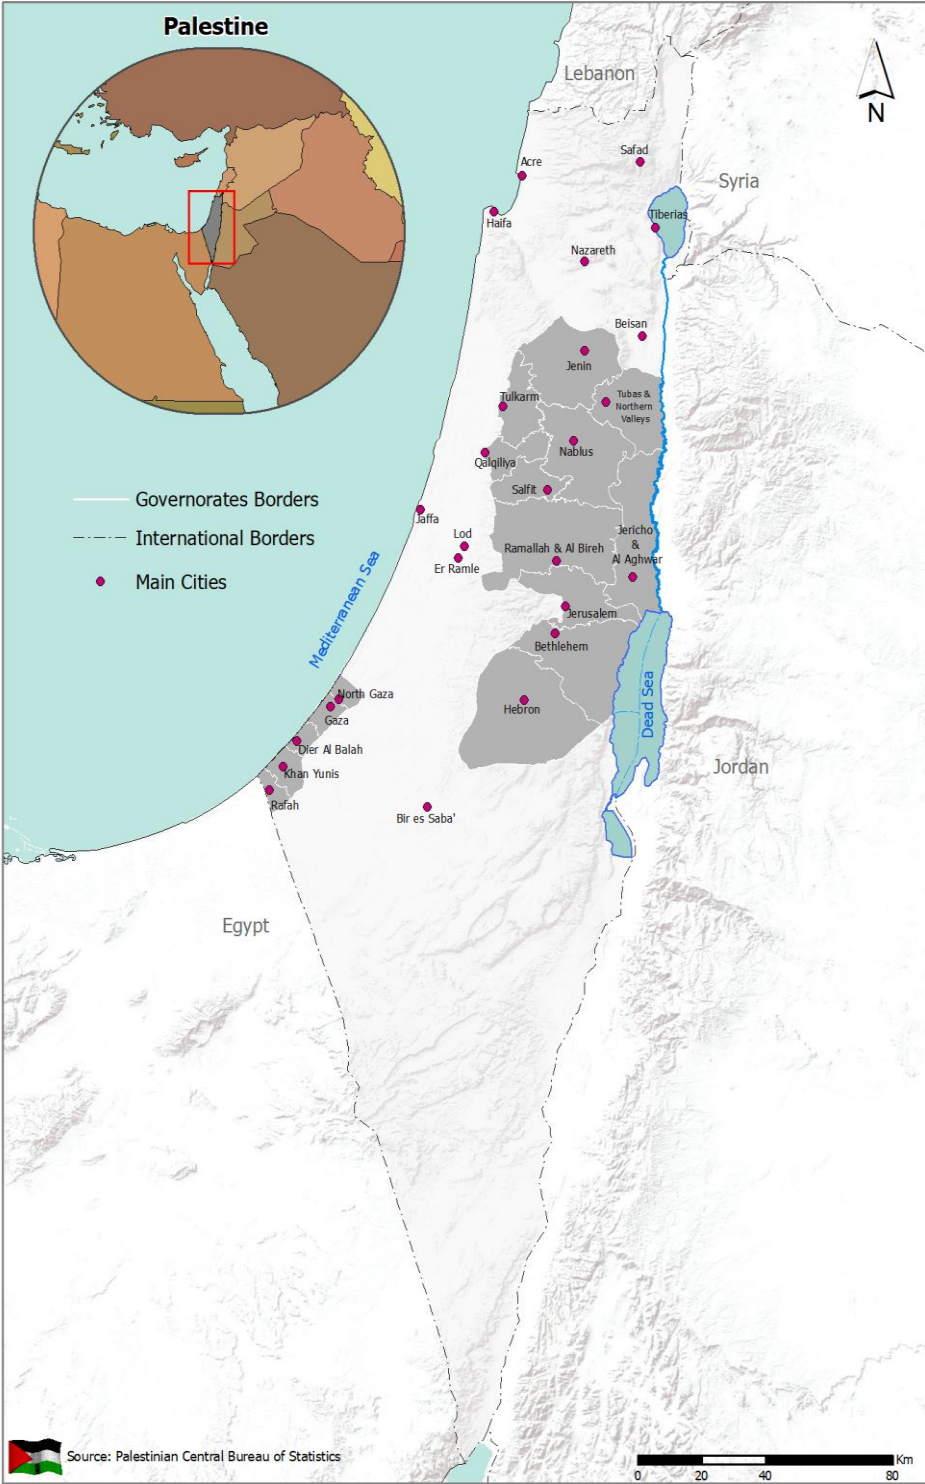 Palestine
Lebanon
N
Safad
Acre
Syria
Tiberias
Haifa
Nazareth
Beisan
Jenin
Tulkarm
Tubas &
Northern
Valleys
Nablus
Qalqiliya
Salfit
Governorates Borders
International Borders
Main Cities
Jaffa
Lod
Er Ramle
Ramallah & Al Bireh
Jericho
&
Al Aghwar
Jerusalem
Bethlehem
Mediterranean Sea
North Gaza
Gaza
Hebron
Dead Sea
Dier Al Balah
Khan Yunis
Jordan
Rafah
Bir es Saba'
Egypt
Source: Palestinian Central Bureau of Statistics
Km
0 20 40 80